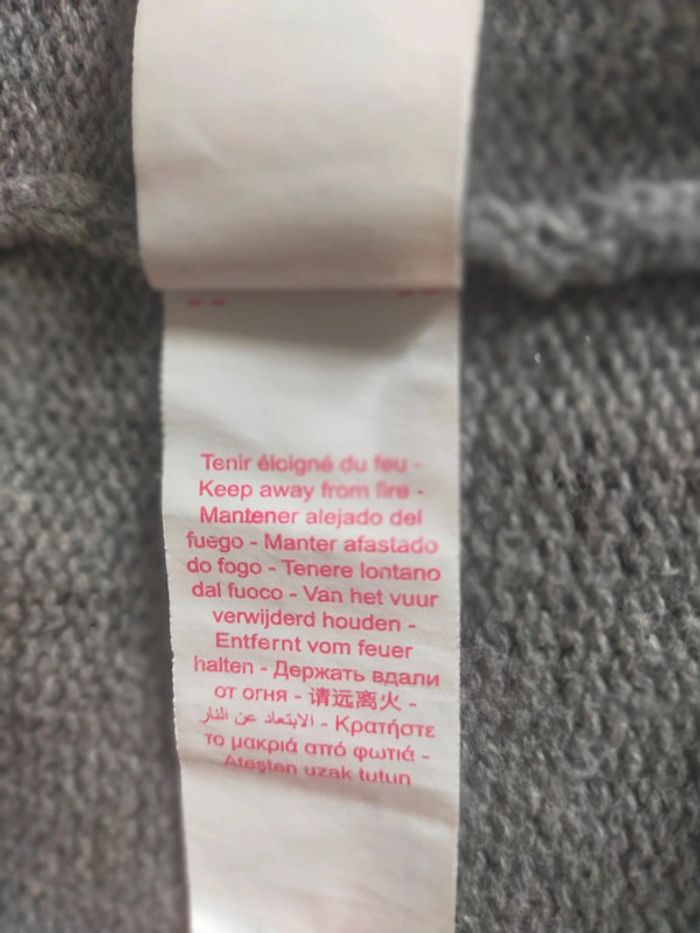 Tenir éloigné du feu -
Keep away from fire -
Mantener alejado del
fuego - Manter afastado
do fogo - Tenere lontano
dal fuoco - Van het vuur
verwijderd houden -
Entfernt vom feuer
halten - Держать вдали
от огня - 请远离火 -
الابتعاد عن النار - Κρατήστε
το μακριά από φωτιά -
Ateşten uzak tutun